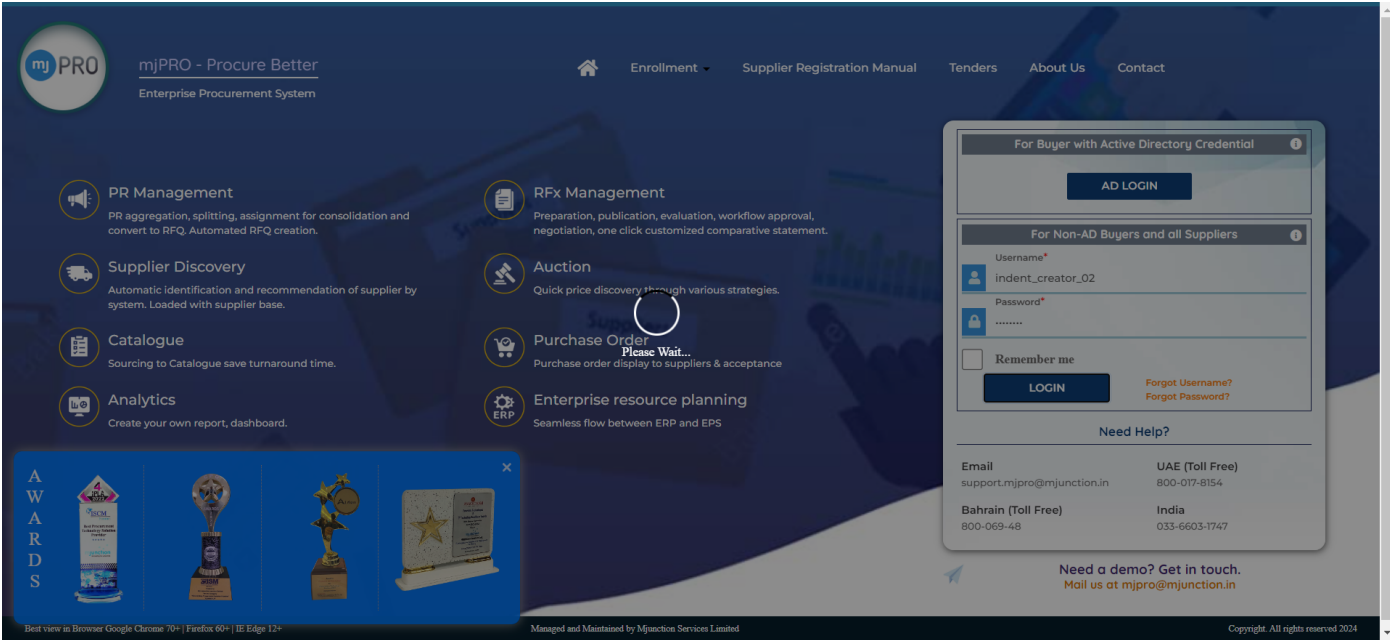 mj PRO
mjPRO - Procure Better
Enterprise Procurement System
Enrollment
Supplier Registration Manual
Tenders
About Us
Contact
PR Management
PR aggregation, splitting, assignment for consolidation and
convert to RFQ. Automated RFQ creation.
RFx Management
Preparation, publication, evaluation, workflow approval,
negotiation, one click customized comparative statement.
Supplier Discovery
Automatic identification and recommendation of supplier by
system. Loaded with supplier base.
Auction
Quick price discovery through various strategies.
Catalogue
Sourcing to Catalogue save turnaround time.
Purchase Order
Purchase order display to suppliers & acceptance
Please Wait...
Analytics
Create your own report, dashboard.
ERP
Enterprise resource planning
Seamless flow between ERP and EPS
For Buyer with Active Directory Credential
AD LOGIN
For Non-AD Buyers and all Suppliers
Username*
indent_creator_02
Password*
........
Remember me
LOGIN
Forgot Username?
Forgot Password?
Need Help?
Email
support.mjpro@mjunction.in
UAE (Toll Free)
800-017-8154
Bahrain (Toll Free)
800-069-48
India
033-6603-1747
Need a demo? Get in touch.
Mail us at mjpro@mjunction.in
AWARDS
Best view in Browser Google Chrome 70+ | Firefox 60+ | IE Edge 12+
Managed and Maintained by Mjunction Services Limited
Copyright. All rights reserved 2024